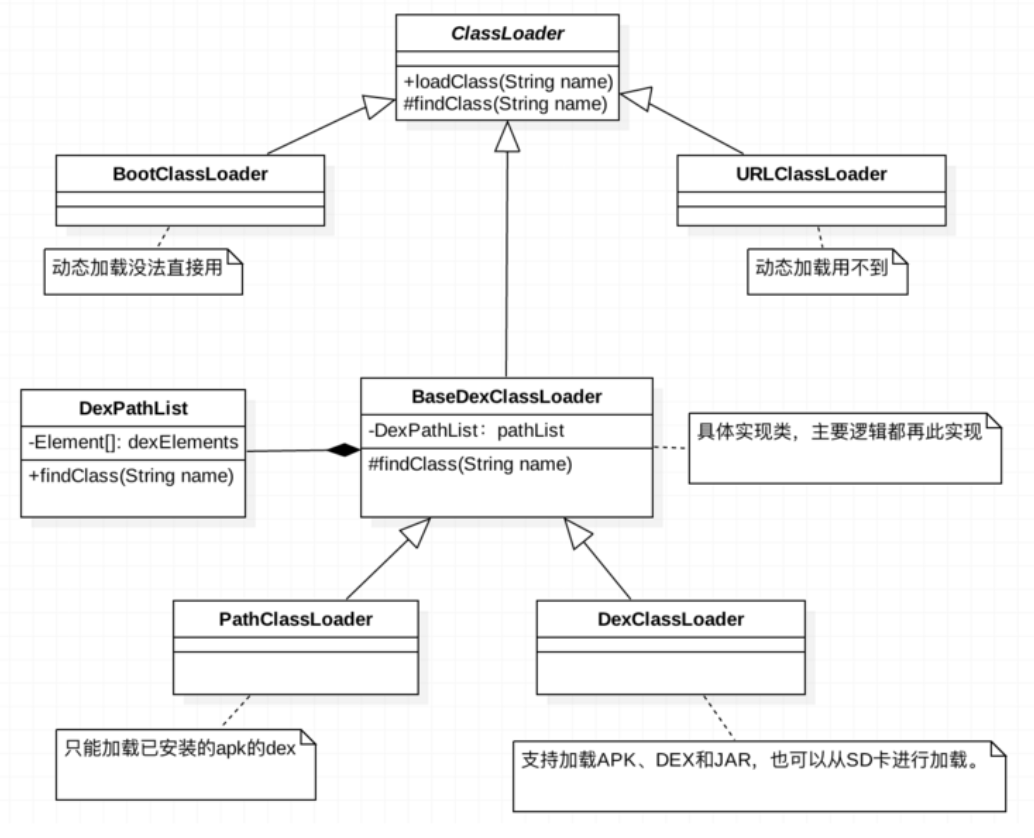 ClassLoader
+loadClass(String name)
#findClass(String name)
BootClassLoader
URLClassLoader
动态加载没法直接用
动态加载用不到
DexPathList
-Element[]: dexElements
+findClass(String name)
BaseDexClassLoader
-DexPathList：pathList
#findClass(String name)
具体实现类，主要逻辑都再此实现
PathClassLoader
DexClassLoader
只能加载已安装的apk的dex
支持加载APK、DEX和JAR，也可以从SD卡进行加载。